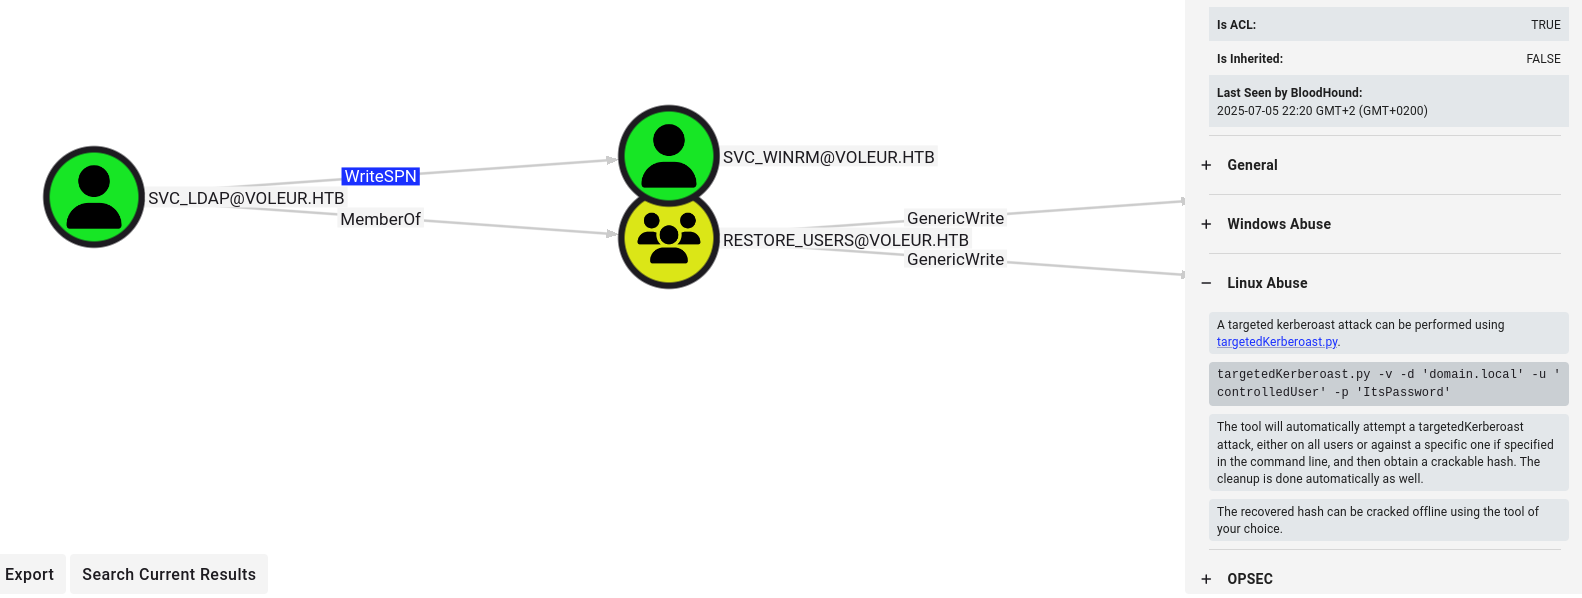 SVC_LDAP@VOLEUR.HTB
WriteSPN
MemberOf
SVC_WINRM@VOLEUR.HTB
RESTORE_USERS@VOLEUR.HTB
GenericWrite
GenericWrite
Export
Search Current Results
Is ACL: TRUE
Is Inherited: FALSE
Last Seen by BloodHound:
2025-07-05 22:20 GMT+2 (GMT+0200)
+ General
+ Windows Abuse
− Linux Abuse
A targeted kerberoast attack can be performed using
targetedKerberoast.py.
targetedKerberoast.py -v -d 'domain.local' -u '
controlledUser' -p 'ItsPassword'
The tool will automatically attempt a targetedKerberoast
attack, either on all users or against a specific one if specified
in the command line, and then obtain a crackable hash. The
cleanup is done automatically as well.
The recovered hash can be cracked offline using the tool of
your choice.
+ OPSEC